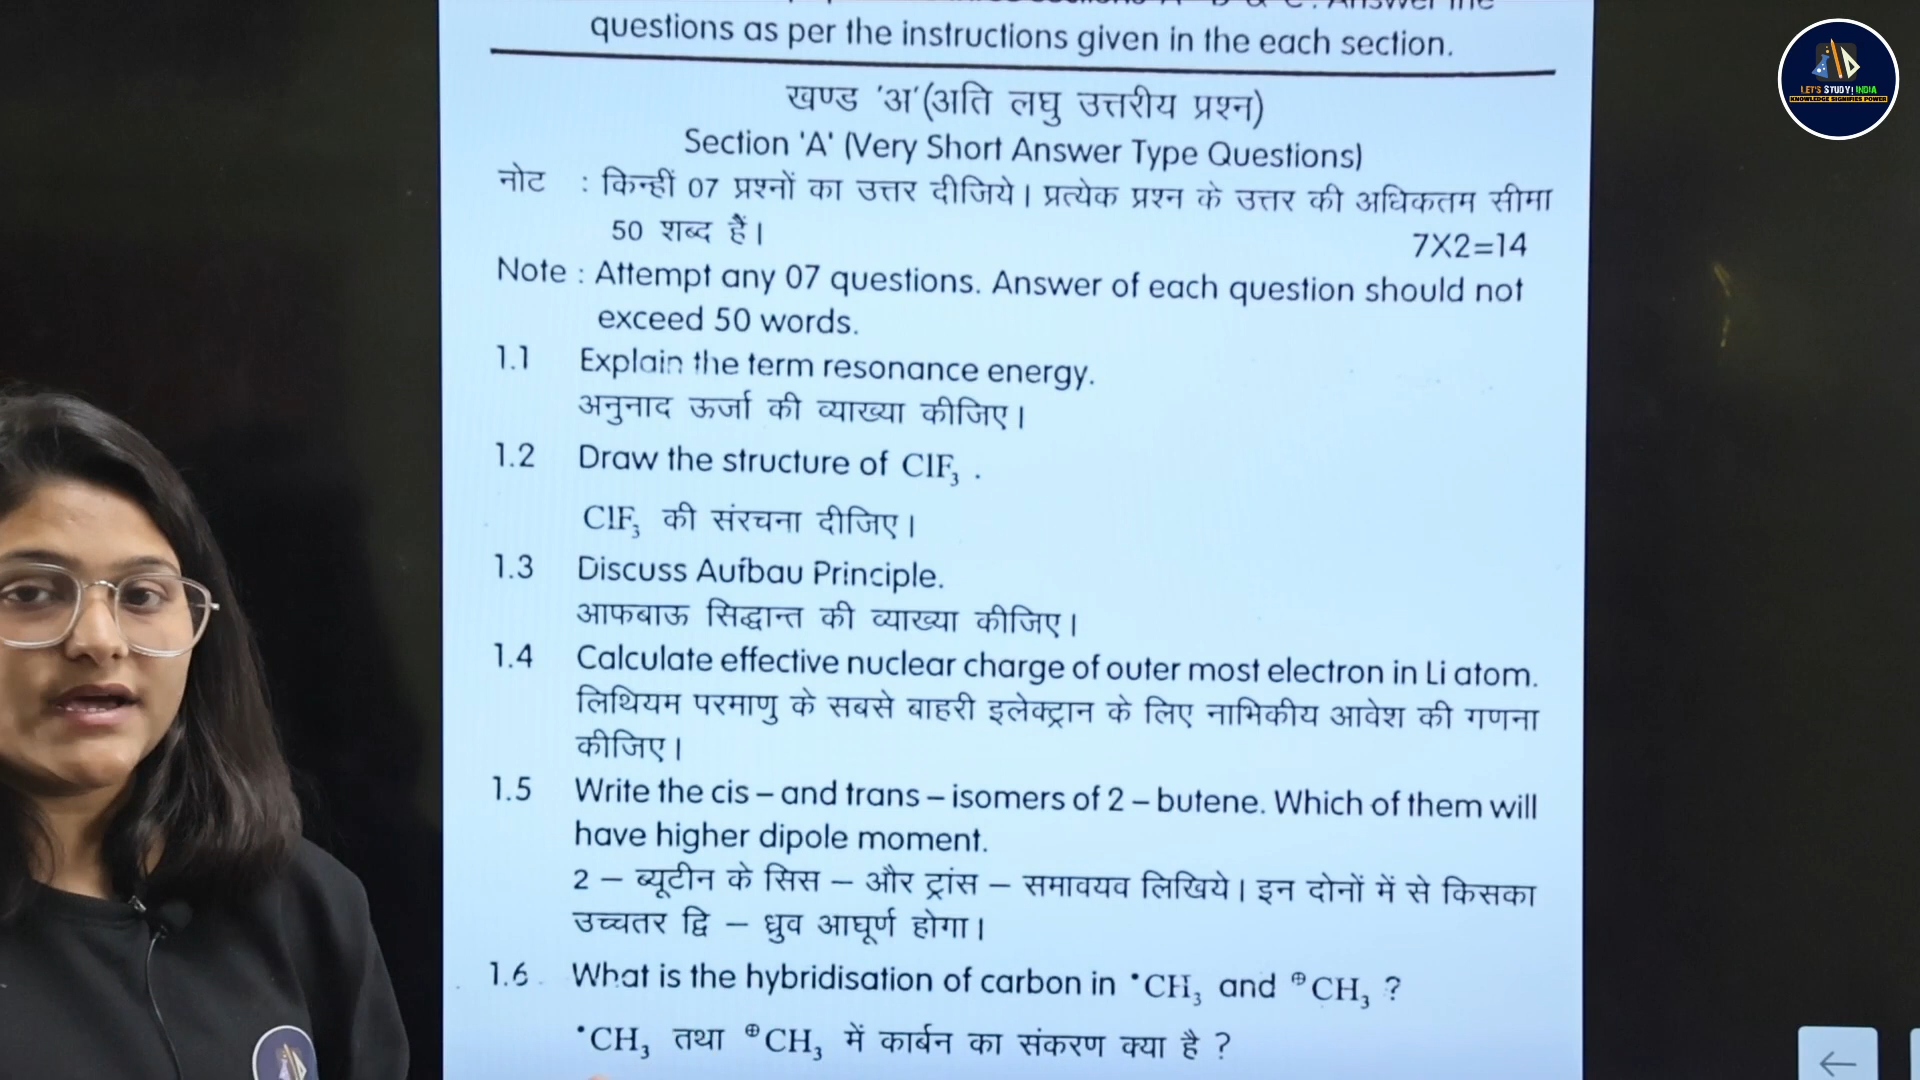 questions as per the instructions given in the each section.
खण्ड 'अ'(अति लघु उत्तरीय प्रश्न)
Section 'A' (Very Short Answer Type Questions)
नोट : किन्हीं 07 प्रश्नों का उत्तर दीजिये। प्रत्येक प्रश्न के उत्तर की अधिकतम सीमा
50 शब्द हैं।
7X2=14
Note : Attempt any 07 questions. Answer of each question should not
exceed 50 words.
1.1 Explain the term resonance energy.
अनुनाद ऊर्जा की व्याख्या कीजिए।
1.2 Draw the structure of ClF₃ .
ClF₃ की संरचना दीजिए।
1.3 Discuss Aufbau Principle.
आफबाऊ सिद्धान्त की व्याख्या कीजिए।
1.4 Calculate effective nuclear charge of outer most electron in Li atom.
लिथियम परमाणु के सबसे बाहरी इलेक्ट्रान के लिए नाभिकीय आवेश की गणना
कीजिए।
1.5 Write the cis – and trans – isomers of 2 – butene. Which of them will
have higher dipole moment.
2 – ब्यूटीन के सिस – और ट्रांस – समावयव लिखिये। इन दोनों में से किसका
उच्चतर द्वि – ध्रुव आघूर्ण होगा।
1.6 What is the hybridisation of carbon in •CH₃ and ⊕CH₃ ?
•CH₃ तथा ⊕CH₃ में कार्बन का संकरण क्या है ?
LET'S STUDY! INDIA
KNOWLEDGE SIGNIFIES POWER